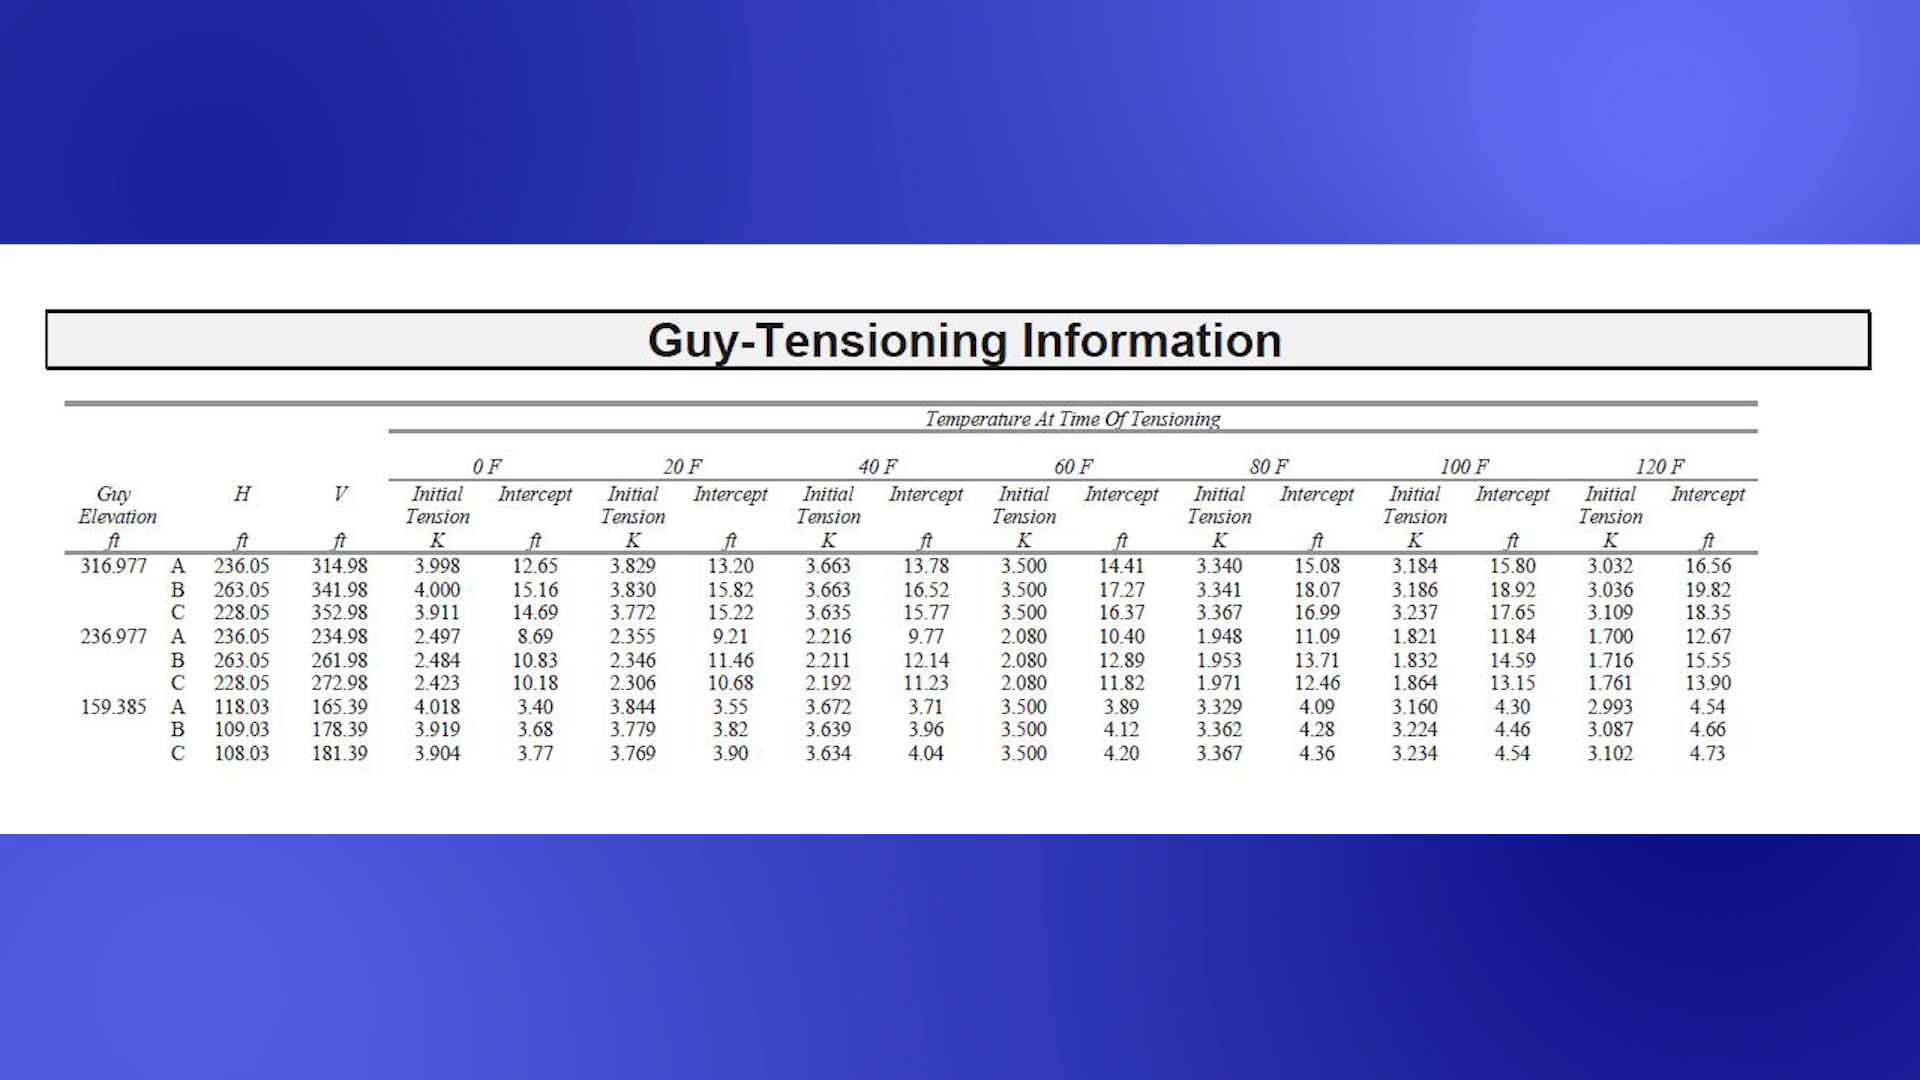 Guy-Tensioning Information
Temperature At Time Of Tensioning
0 F 20 F 40 F 60 F 80 F 100 F 120 F
Guy H V Initial Intercept Initial Intercept Initial Intercept Initial Intercept Initial Intercept Initial Intercept Initial Intercept
Elevation Tension Tension Tension Tension Tension Tension Tension
ft ft ft K ft K ft K ft K ft K ft K ft K ft
316.977 A 236.05 314.98 3.998 12.65 3.829 13.20 3.663 13.78 3.500 14.41 3.340 15.08 3.184 15.80 3.032 16.56
B 263.05 341.98 4.000 15.16 3.830 15.82 3.663 16.52 3.500 17.27 3.341 18.07 3.186 18.92 3.036 19.82
C 228.05 352.98 3.911 14.69 3.772 15.22 3.635 15.77 3.500 16.37 3.367 16.99 3.237 17.65 3.109 18.35
236.977 A 236.05 234.98 2.497 8.69 2.355 9.21 2.216 9.77 2.080 10.40 1.948 11.09 1.821 11.84 1.700 12.67
B 263.05 261.98 2.484 10.83 2.346 11.46 2.211 12.14 2.080 12.89 1.953 13.71 1.832 14.59 1.716 15.55
C 228.05 272.98 2.423 10.18 2.306 10.68 2.192 11.23 2.080 11.82 1.971 12.46 1.864 13.15 1.761 13.90
159.385 A 118.03 165.39 4.018 3.40 3.844 3.55 3.672 3.71 3.500 3.89 3.329 4.09 3.160 4.30 2.993 4.54
B 109.03 178.39 3.919 3.68 3.779 3.82 3.639 3.96 3.500 4.12 3.362 4.28 3.224 4.46 3.087 4.66
C 108.03 181.39 3.904 3.77 3.769 3.90 3.634 4.04 3.500 4.20 3.367 4.36 3.234 4.54 3.102 4.73